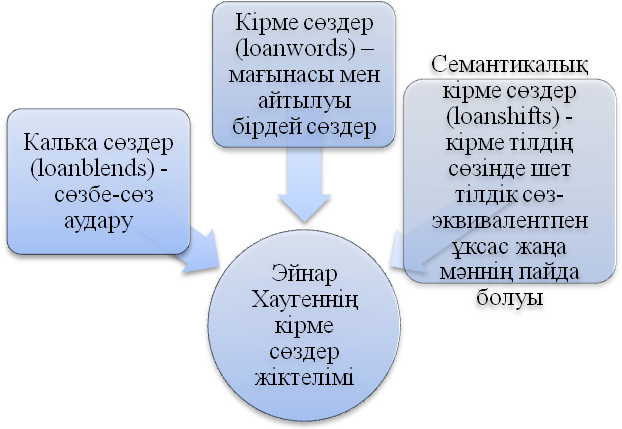 Калька сөздер
(loanblends) -
сөзбе-сөз
аудару
Кірме сөздер
(loanwords) –
мағынасы мен
айтылуы
бірдей сөздер
Семантикалық
кірме сөздер
(loanshifts) -
кірме тілдің
сөзінде шет
тілдік сөз-
эквивалентпен
ұксас жаңа
мәннің пайда
болуы
Эйнар
Хаугеннің
кірме
сөздер
жіктелімі